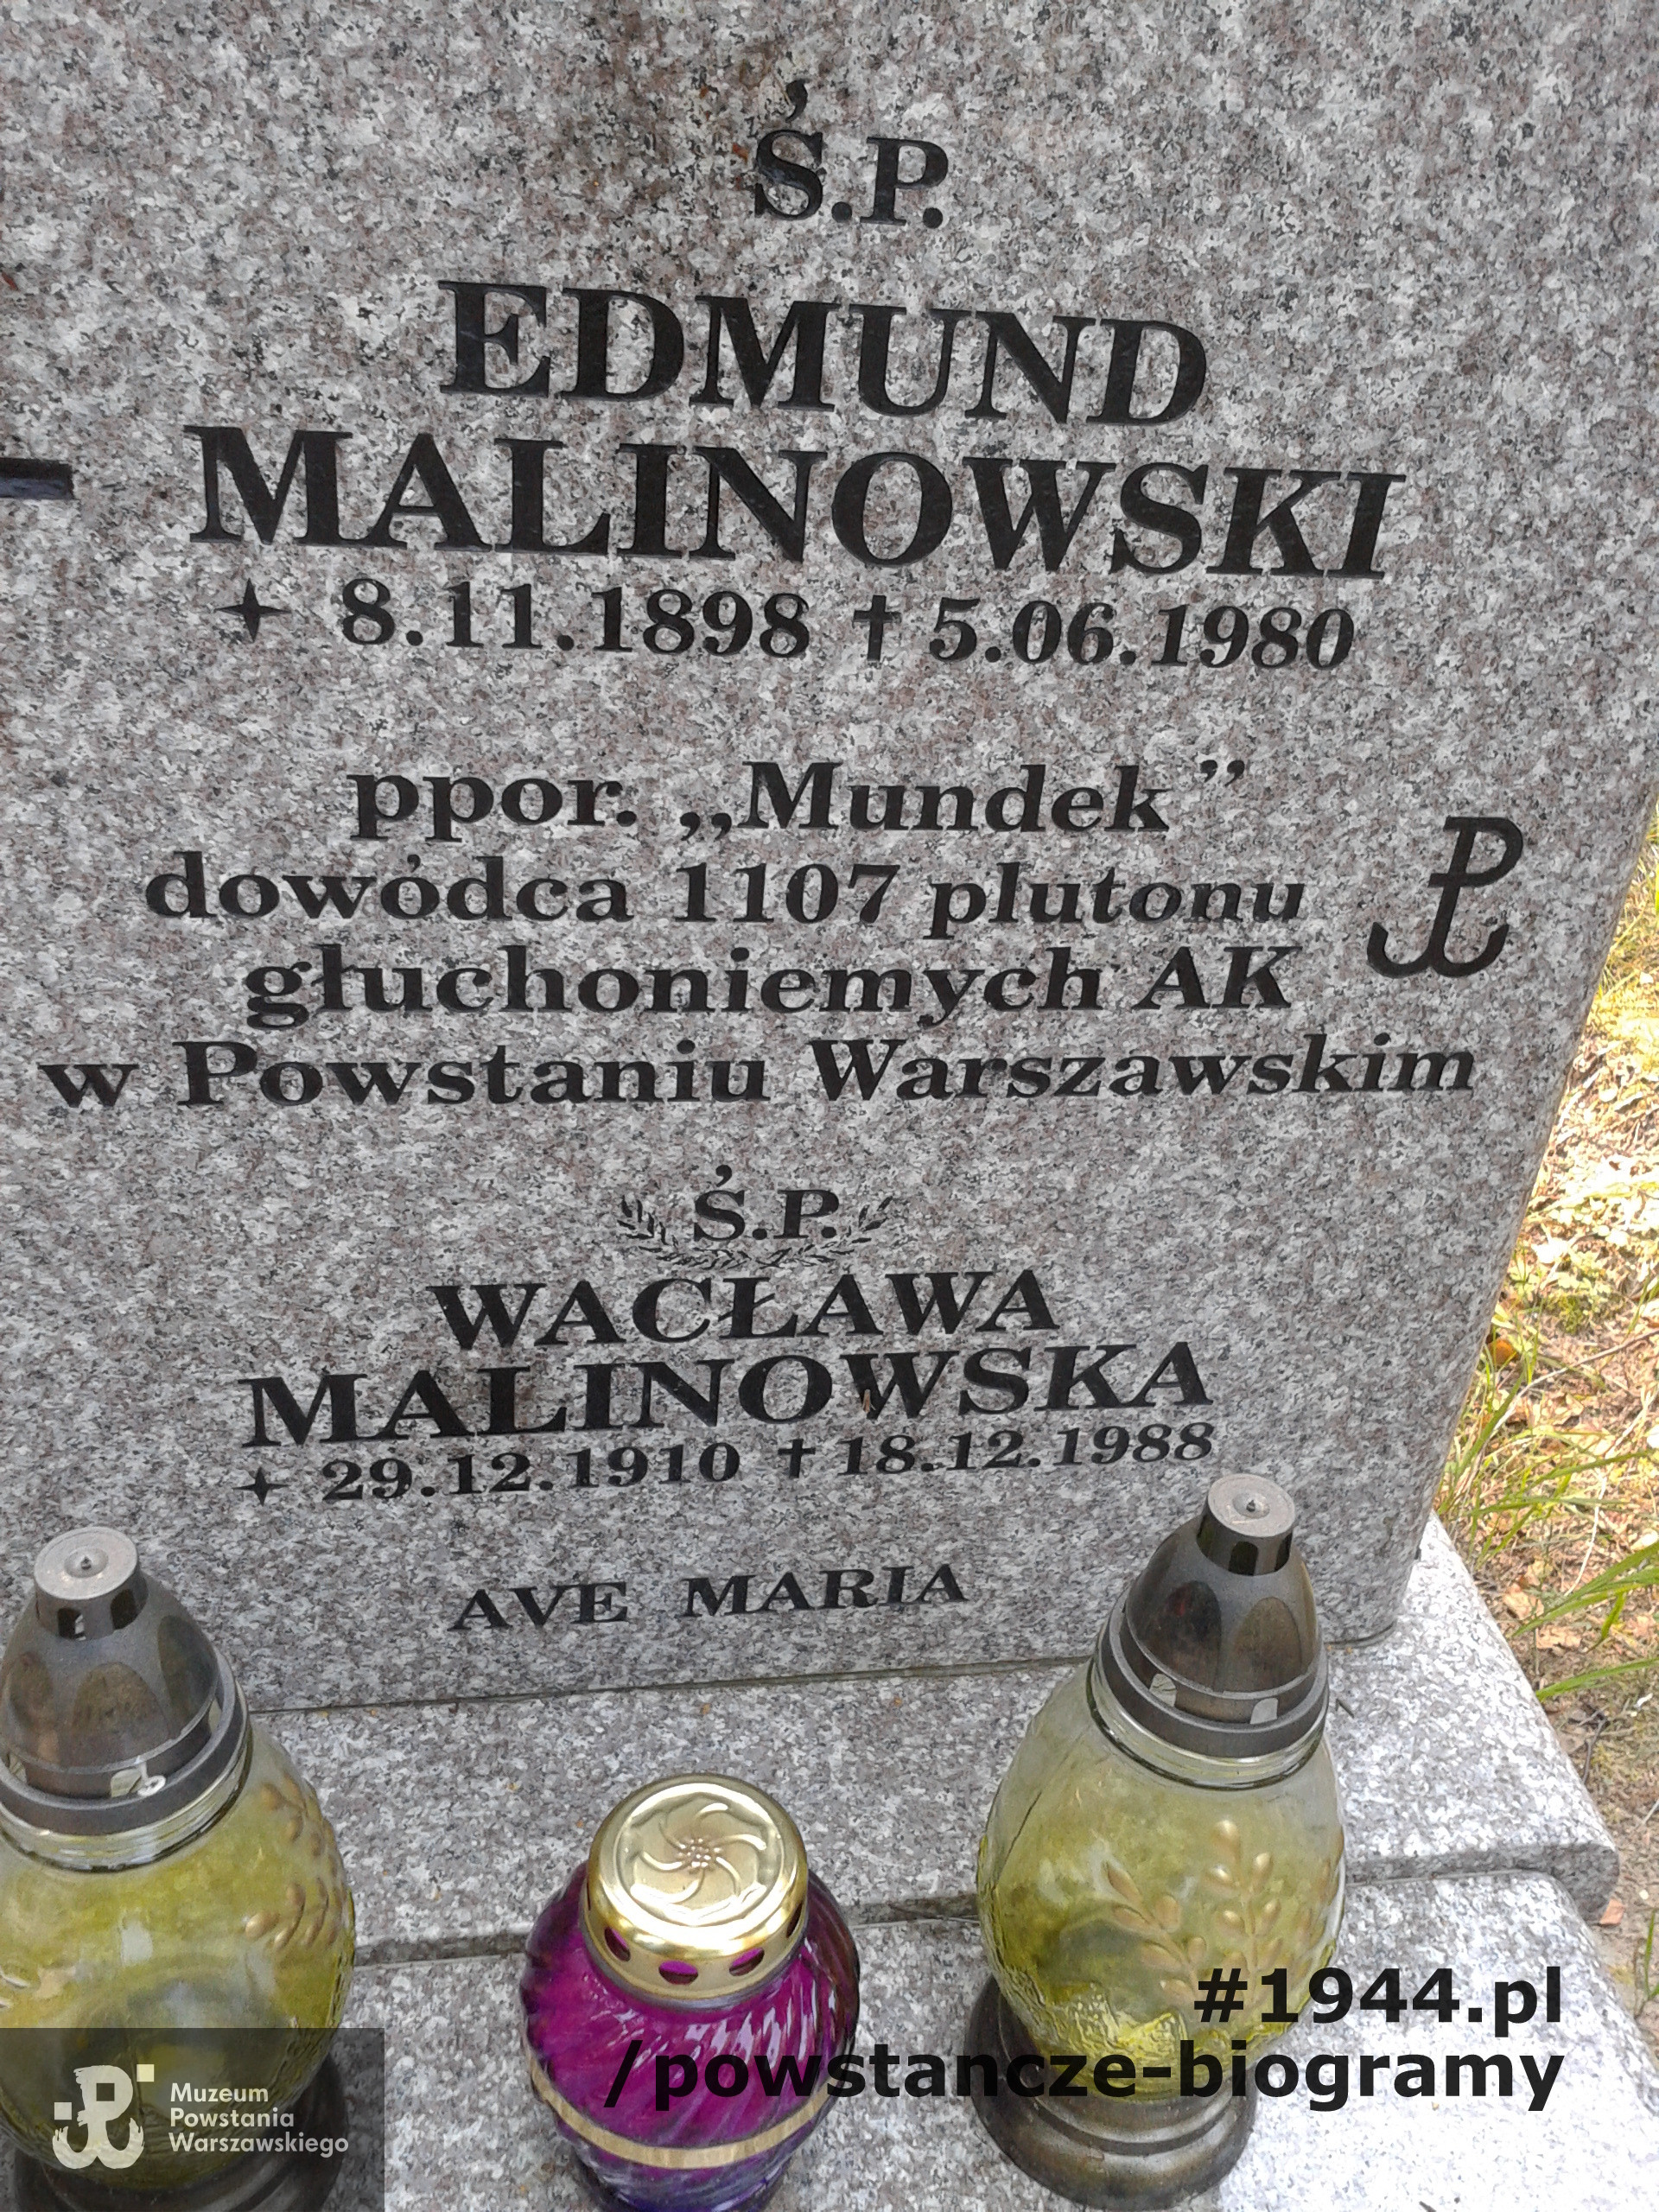 Ś.P.
EDMUND
MALINOWSKI
✦ 8.11.1898 † 5.06.1980
ppor. „Mundek”
dowódca 1107 plutonu
głuchoniemych AK
w Powstaniu Warszawskim
Ś.P.
WACŁAWA
MALINOWSKA
✦ 29.12.1910 † 18.12.1988
AVE MARIA
#1944.pl
/powstancze-biogramy
Muzeum
Powstania
Warszawskiego